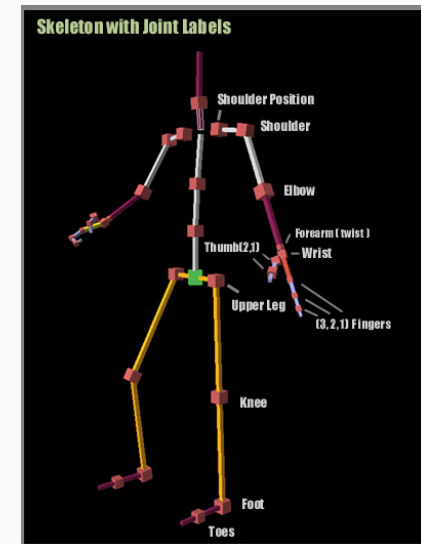 Skeleton with Joint Labels
Shoulder Position
Shoulder
Elbow
Forearm ( twist )
Thumb(2,1)
Wrist
Upper Leg
(3,2,1) Fingers
Knee
Foot
Toes